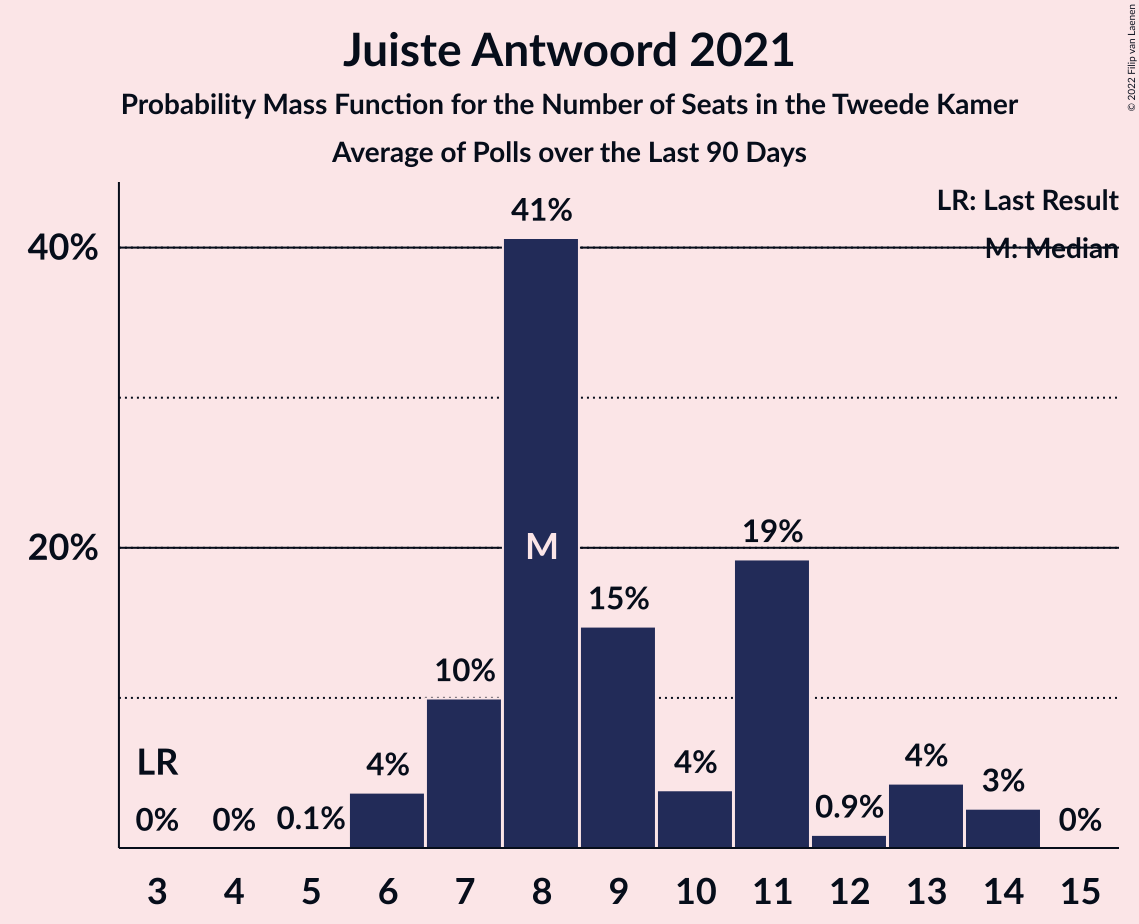 Juiste Antwoord 2021
Probability Mass Function for the Number of Seats in the Tweede Kamer
Average of Polls over the Last 90 Days
© 2022 Filip van Laenen
LR: Last Result
M: Median
40%
20%
41%
M
19%
15%
10%
LR
0%
0%
0.1%
4%
4%
0.9%
4%
3%
0%
3 4 5 6 7 8 9 10 11 12 13 14 15